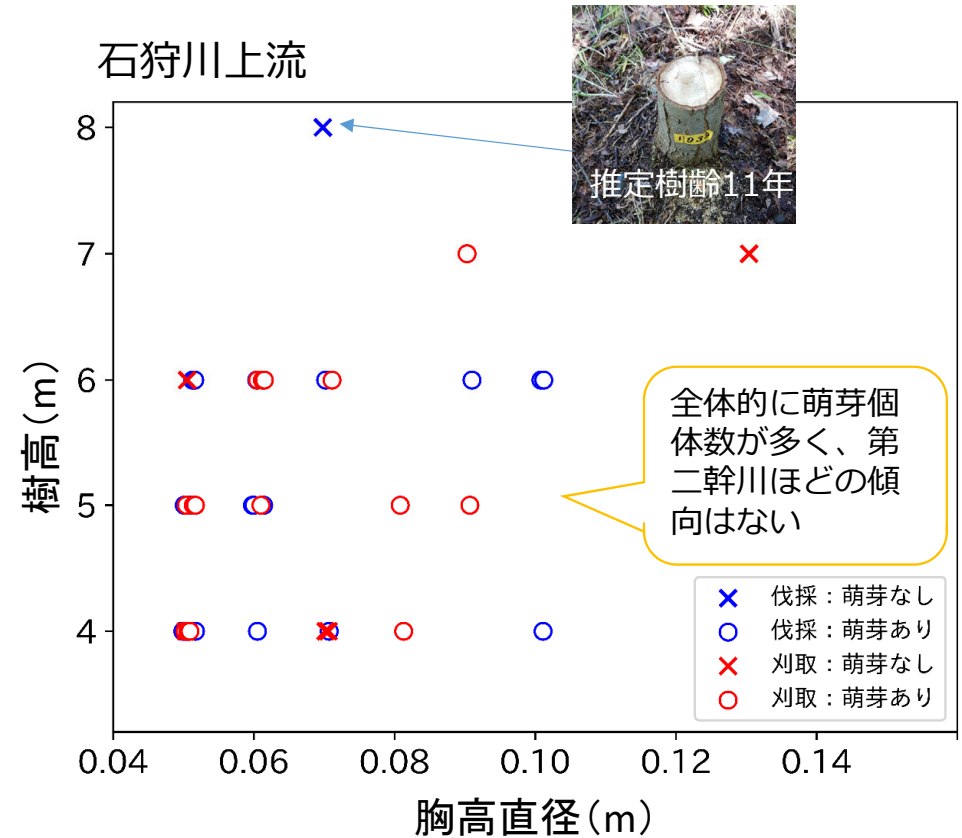 石狩川上流
推定樹齢11年
8
7
6
5
4
樹高(m)
全体的に萌芽個
体数が多く、第
二幹川ほどの傾
向はない
伐採：萌芽なし
伐採：萌芽あり
刈取：萌芽なし
刈取：萌芽あり
0.04 0.06 0.08 0.10 0.12 0.14
胸高直径(m)